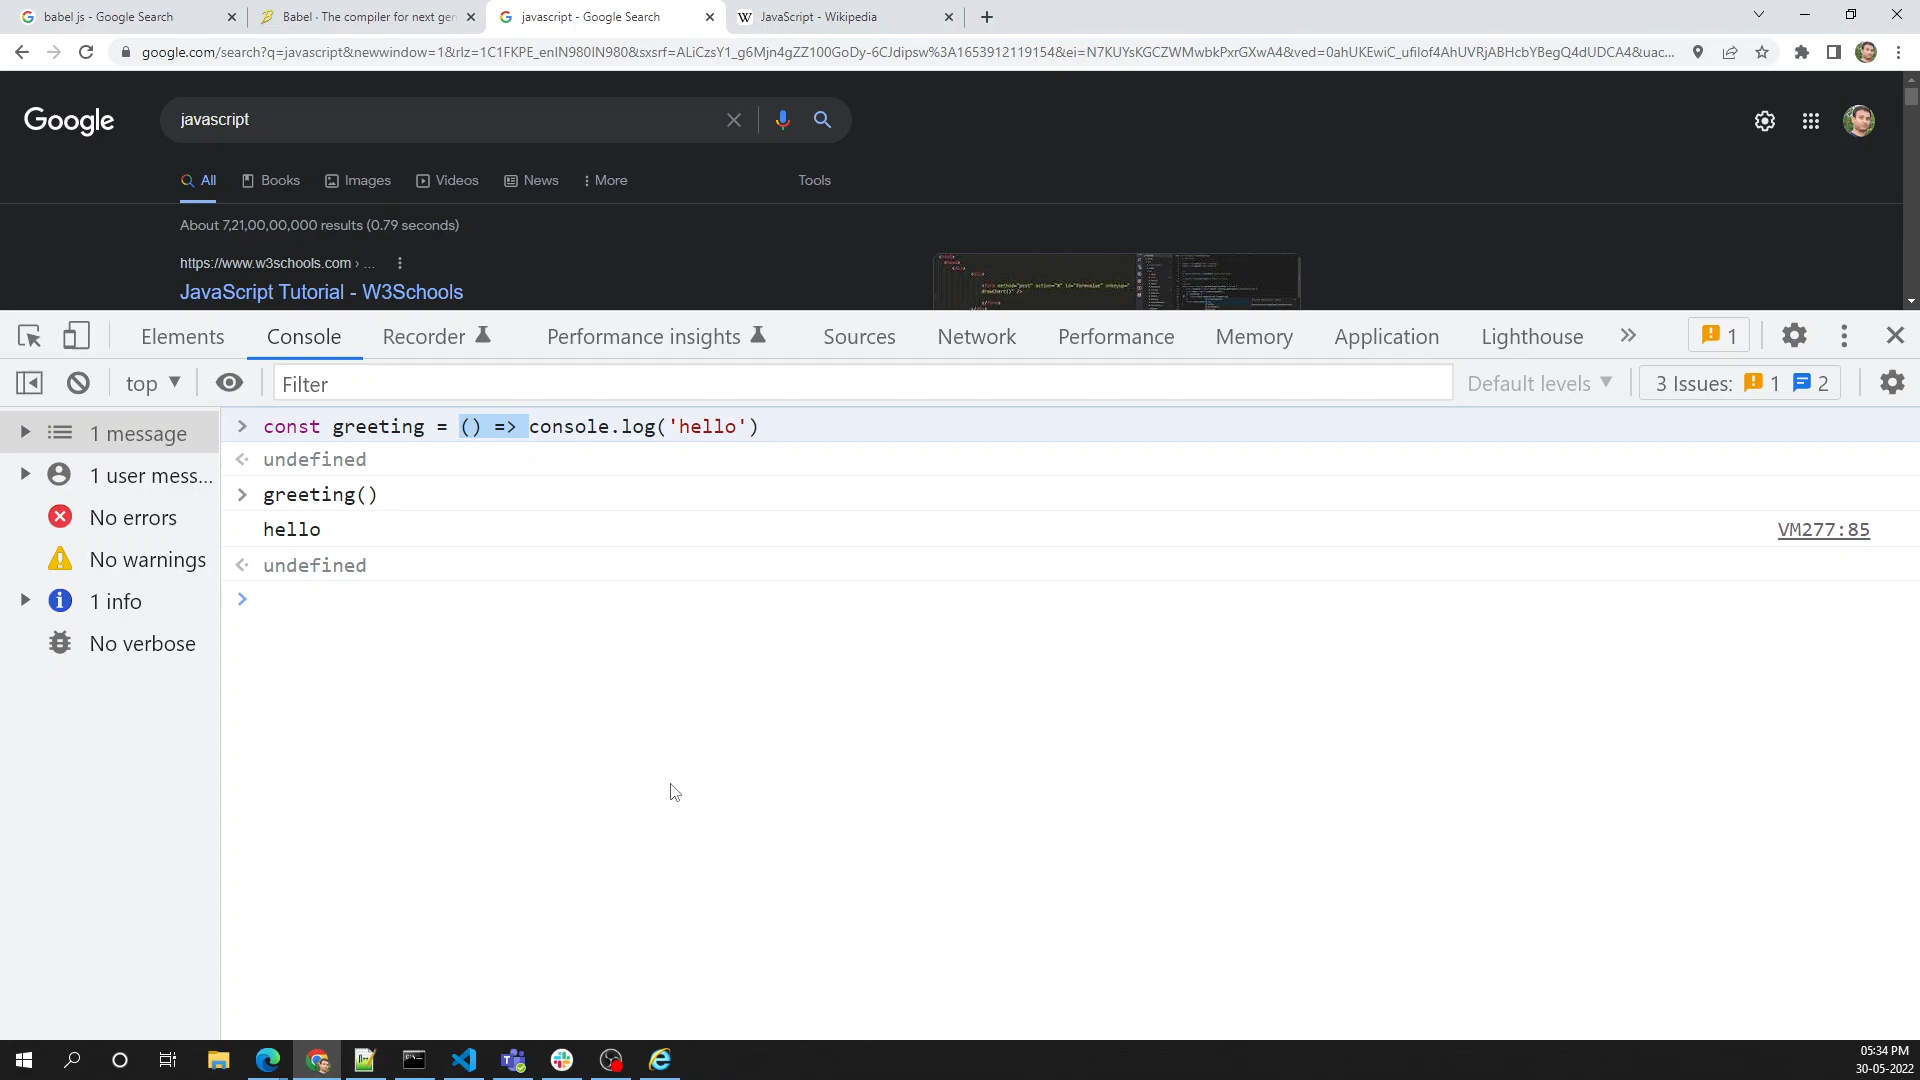 babel js - Google Search
Babel · The compiler for next gen
javascript - Google Search
JavaScript - Wikipedia
google.com/search?q=javascript&newwindow=1&rlz=1C1FKPE_enIN980IN980&sxsrf=ALiCzsY1_g6Mjn4gZZ100GoDy-6CJdipsw%3A1653912119154&ei=N7KUYsKGCZWMwbkPxrGXwA4&ved=0ahUKEwiC_ufilof4AhUVRjABHcbYBegQ4dUDCA4&uac...
Google
javascript
All
Books
Images
Videos
News
More
Tools
About 7,21,00,00,000 results (0.79 seconds)
https://www.w3schools.com › ...
JavaScript Tutorial - W3Schools
Elements
Console
Recorder
Performance insights
Sources
Network
Performance
Memory
Application
Lighthouse
1
top
Filter
Default levels
3 Issues: 1 2
1 message
1 user mess...
No errors
No warnings
1 info
No verbose
const greeting = () => console.log('hello')
undefined
greeting()
hello
VM277:85
undefined
05:34 PM
30-05-2022